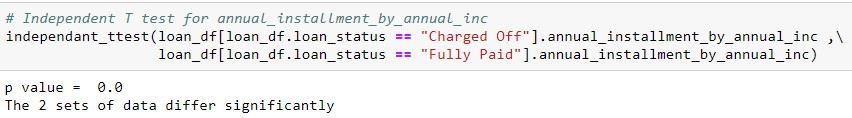 # Independent T test for annual_installment_by_annual_inc
independant_ttest(loan_df[loan_df.loan_status == "Charged Off"].annual_installment_by_annual_inc ,\
loan_df[loan_df.loan_status == "Fully Paid"].annual_installment_by_annual_inc)
p value =  0.0
The 2 sets of data differ significantly